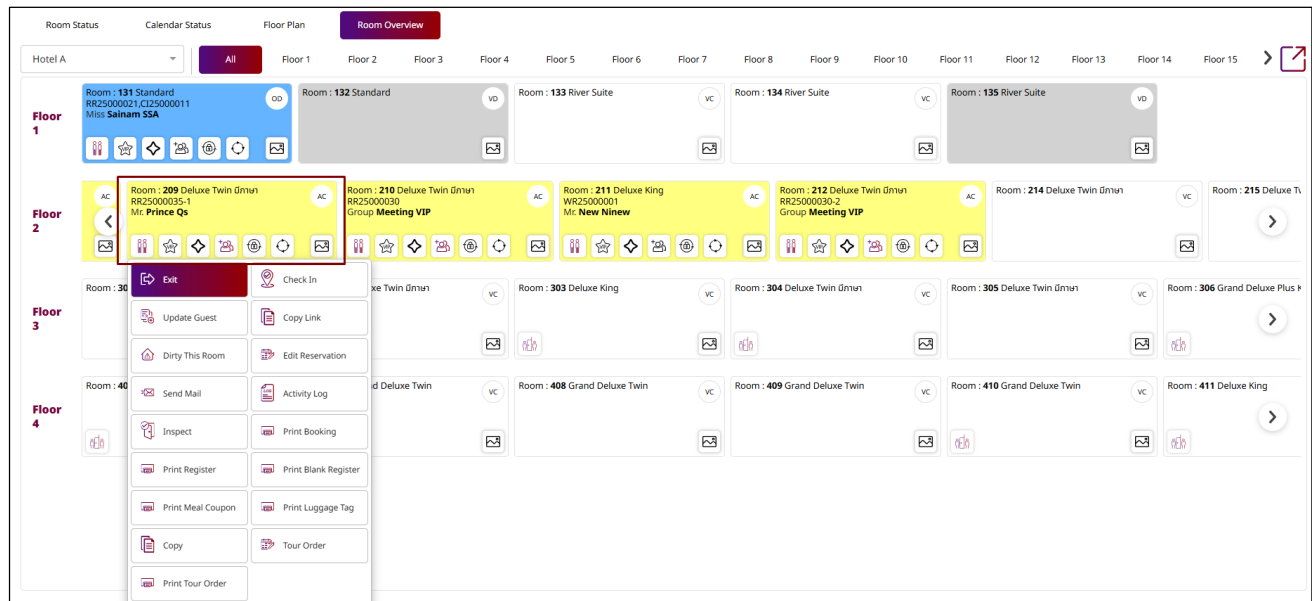 Room Status Calendar Status Floor Plan Room Overview
Hotel A All Floor 1 Floor 2 Floor 3 Floor 4 Floor 5 Floor 6 Floor 7 Floor 8 Floor 9 Floor 10 Floor 11 Floor 12 Floor 13 Floor 14 Floor 15
Floor 1
Room : 131 Standard OD
RR25000021,CI25000011
Miss Sainam SSA
Room : 132 Standard VD
Room : 133 River Suite VC
Room : 134 River Suite VC
Room : 135 River Suite VD
Floor 2
AC
Room : 209 Deluxe Twin มีภาษา AC
RR25000035-1
Mr. Prince Qs
Room : 210 Deluxe Twin มีภาษา AC
RR25000030
Group Meeting VIP
Room : 211 Deluxe King AC
WR25000001
Mr. New Ninew
Room : 212 Deluxe Twin มีภาษา AC
RR25000030-2
Group Meeting VIP
Room : 214 Deluxe Twin มีภาษา VC
Room : 215 Deluxe Tw
Exit Check In
Update Guest Copy Link
Dirty This Room Edit Reservation
Send Mail Activity Log
Inspect Print Booking
Print Register Print Blank Register
Print Meal Coupon Print Luggage Tag
Copy Tour Order
Print Tour Order
Floor 3
Room : 30
xe Twin มีภาษา VC
Room : 303 Deluxe King VC
Room : 304 Deluxe Twin มีภาษา VC
Room : 305 Deluxe Twin มีภาษา VC
Room : 306 Grand Deluxe Plus K
Floor 4
Room : 40
d Deluxe Twin VC
Room : 408 Grand Deluxe Twin VC
Room : 409 Grand Deluxe Twin VC
Room : 410 Grand Deluxe Twin VC
Room : 411 Deluxe King